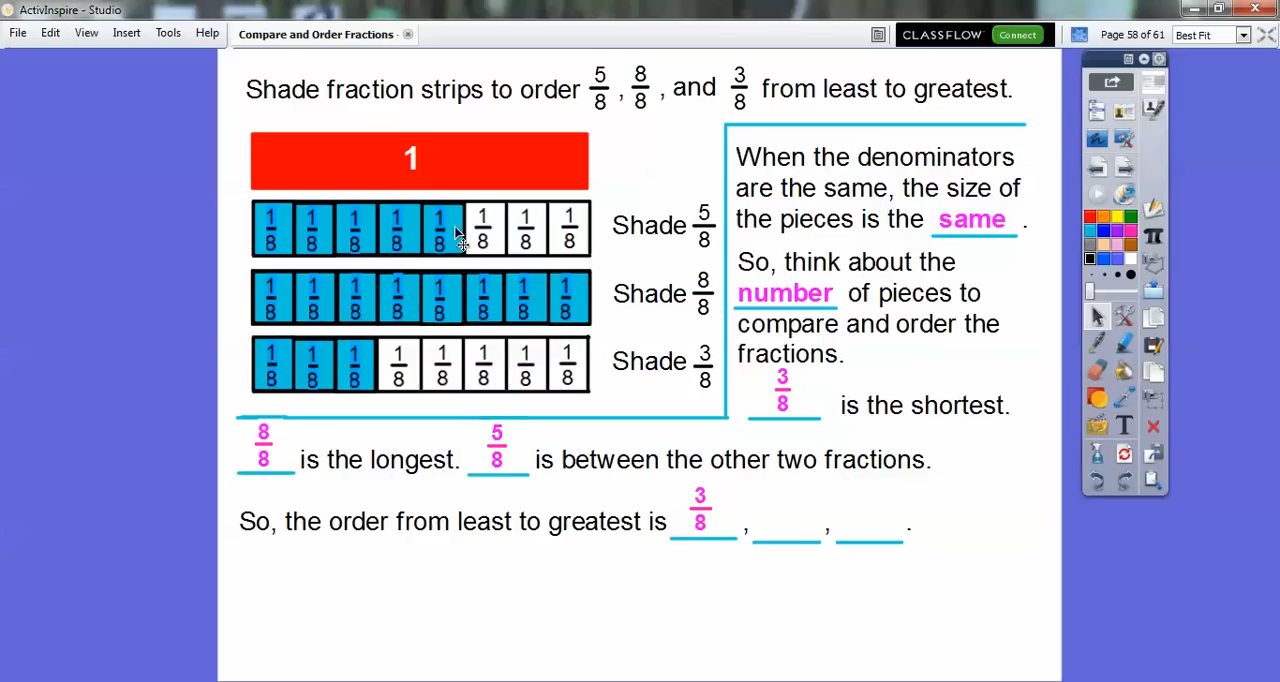 ActivInspire - Studio
File Edit View Insert Tools Help Compare and Order Fractions CLASSFLOW Connect Page 58 of 61 Best Fit
Shade fraction strips to order 5/8, 8/8, and 3/8 from least to greatest.
1
1/8 1/8 1/8 1/8 1/8 1/8 1/8 1/8 Shade 5/8
1/8 1/8 1/8 1/8 1/8 1/8 1/8 1/8 Shade 8/8
1/8 1/8 1/8 1/8 1/8 1/8 1/8 1/8 Shade 3/8
When the denominators
are the same, the size of
the pieces is the same.
So, think about the
number of pieces to
compare and order the
fractions.
3/8 is the shortest.
8/8 is the longest. 5/8 is between the other two fractions.
So, the order from least to greatest is 3/8, ____, ____.